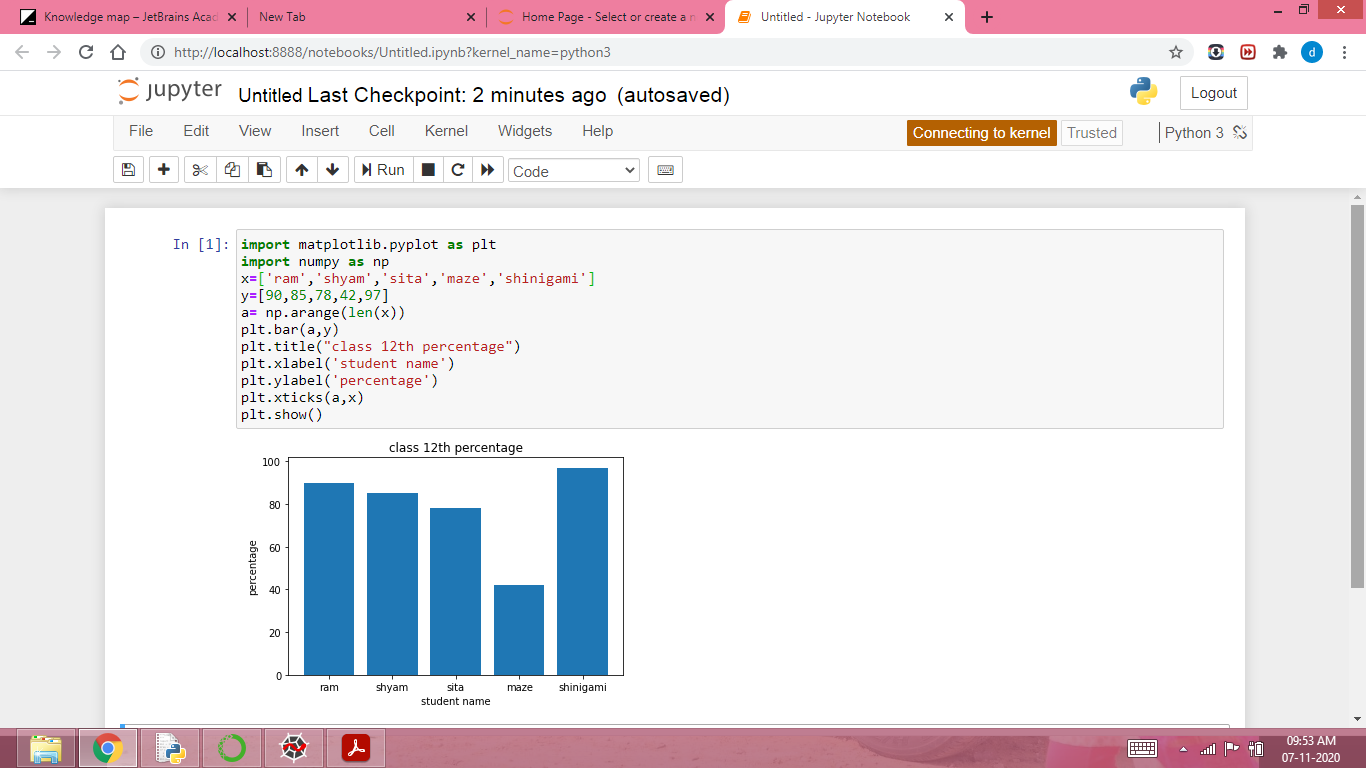 Knowledge map – JetBrains Acad
New Tab
Home Page - Select or create a n
Untitled - Jupyter Notebook
http://localhost:8888/notebooks/Untitled.ipynb?kernel_name=python3
d
jupyter
Untitled Last Checkpoint: 2 minutes ago (autosaved)
Logout
File Edit View Insert Cell Kernel Widgets Help
Connecting to kernel
Trusted
Python 3
Run
Code
In [1]:
import matplotlib.pyplot as plt
import numpy as np
x=['ram','shyam','sita','maze','shinigami']
y=[90,85,78,42,97]
a= np.arange(len(x))
plt.bar(a,y)
plt.title("class 12th percentage")
plt.xlabel('student name')
plt.ylabel('percentage')
plt.xticks(a,x)
plt.show()
class 12th percentage
100
80
60
40
20
0
percentage
ram shyam sita maze shinigami
student name
09:53 AM
07-11-2020